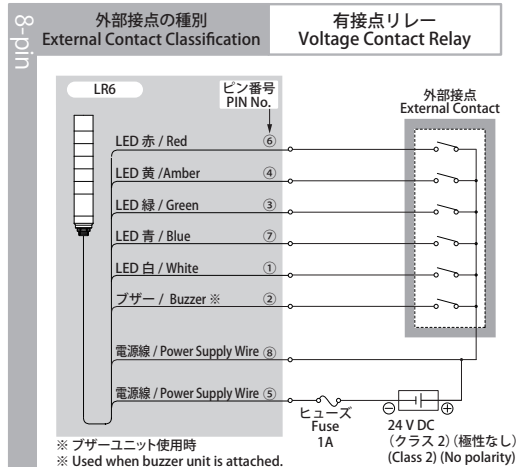 8-pin
外部接点の種別
External Contact Classification
有接点リレー
Voltage Contact Relay
LR6
ピン番号
PIN No.
外部接点
External Contact
LED 赤 / Red ⑥
LED 黄 /Amber ④
LED 緑 / Green ③
LED 青 / Blue ⑦
LED 白 / White ①
ブザー / Buzzer ※ ②
電源線 / Power Supply Wire ⑧
電源線 / Power Supply Wire ⑤
ヒューズ
Fuse
1A
⊖ ⊕
24 V DC
(クラス 2) (極性なし)
(Class 2) (No polarity)
※ ブザーユニット使用時
※ Used when buzzer unit is attached.